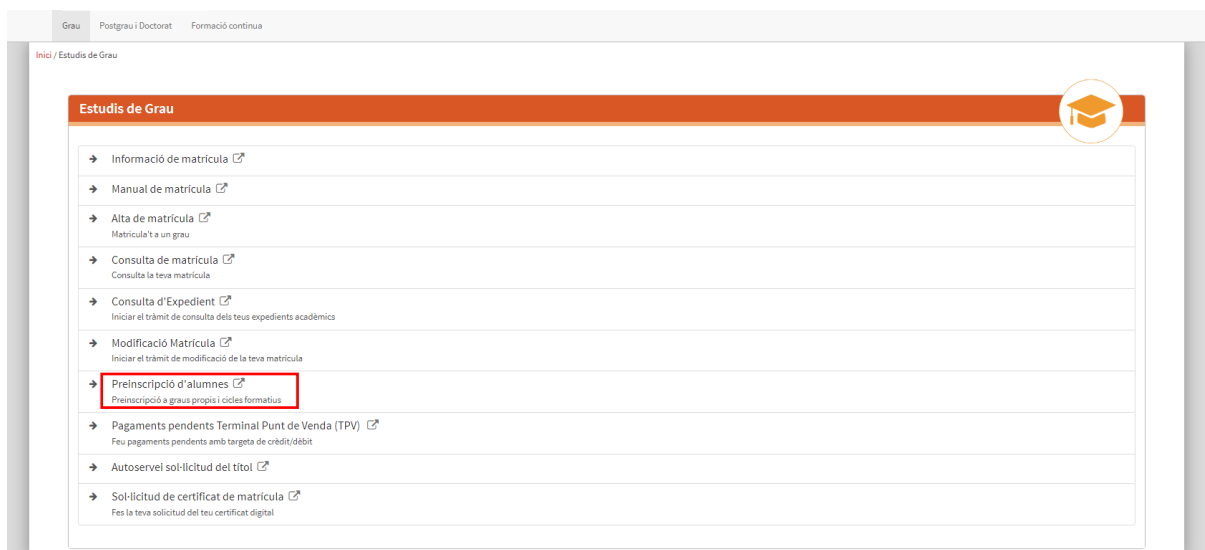 Grau Postgrau i Doctorat Formació continua
Inici / Estudis de Grau
Estudis de Grau
Informació de matrícula
Manual de matrícula
Alta de matrícula
Matricula't a un grau
Consulta de matrícula
Consulta la teva matrícula
Consulta d'Expedient
Iniciar el tràmit de consulta dels teus expedients acadèmics
Modificació Matrícula
Iniciar el tràmit de modificació de la teva matrícula
Preinscripció d'alumnes
Preinscripció a graus propis i cicles formatius
Pagaments pendents Terminal Punt de Venda (TPV)
Feu pagaments pendents amb targeta de crèdit/dèbit
Autoservei sol·licitud del títol
Sol·licitud de certificat de matrícula
Fes la teva solicitud del teu certificat digital